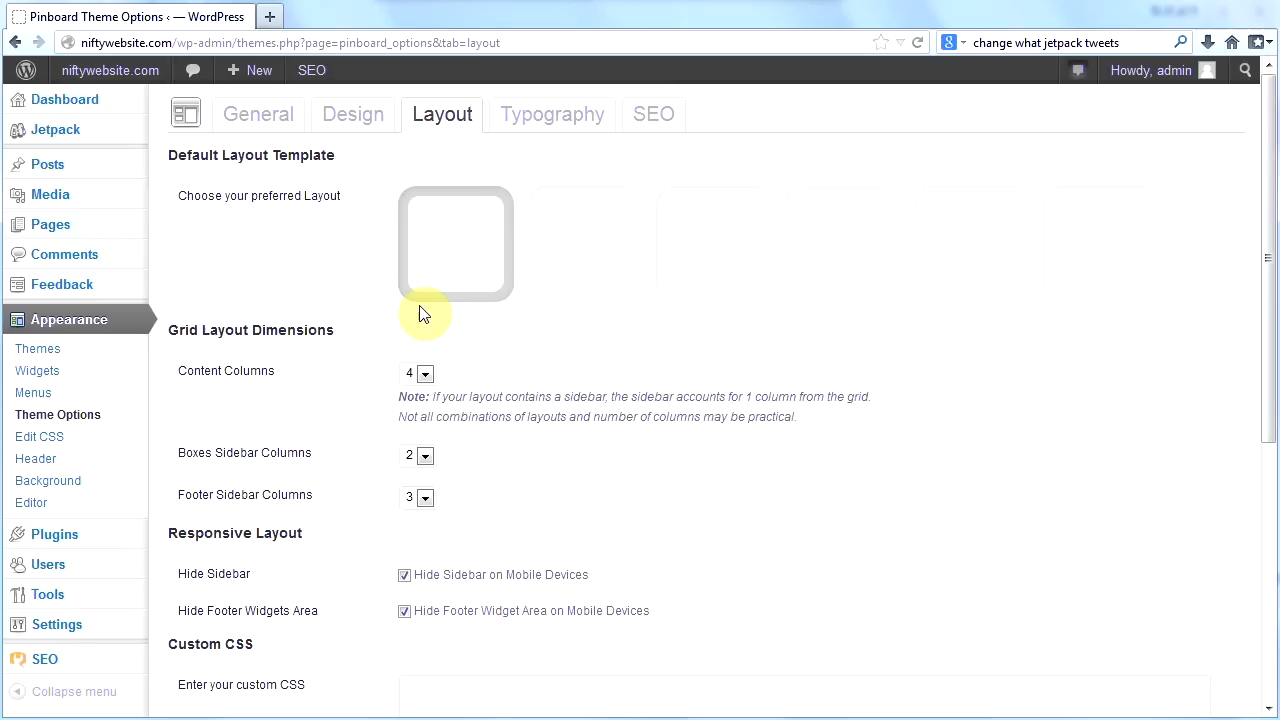 Pinboard Theme Options ‹ — WordPress
niftywebsite.com/wp-admin/themes.php?page=pinboard_options&tab=layout
change what jetpack tweets
niftywebsite.com
New
SEO
Howdy, admin
Dashboard
Jetpack
Posts
Media
Pages
Comments
Feedback
Appearance
Themes
Widgets
Menus
Theme Options
Edit CSS
Header
Background
Editor
Plugins
Users
Tools
Settings
SEO
Collapse menu
General
Design
Layout
Typography
SEO
Default Layout Template
Choose your preferred Layout
Grid Layout Dimensions
Content Columns
4
Note: If your layout contains a sidebar, the sidebar accounts for 1 column from the grid.
Not all combinations of layouts and number of columns may be practical.
Boxes Sidebar Columns
2
Footer Sidebar Columns
3
Responsive Layout
Hide Sidebar
Hide Sidebar on Mobile Devices
Hide Footer Widgets Area
Hide Footer Widget Area on Mobile Devices
Custom CSS
Enter your custom CSS